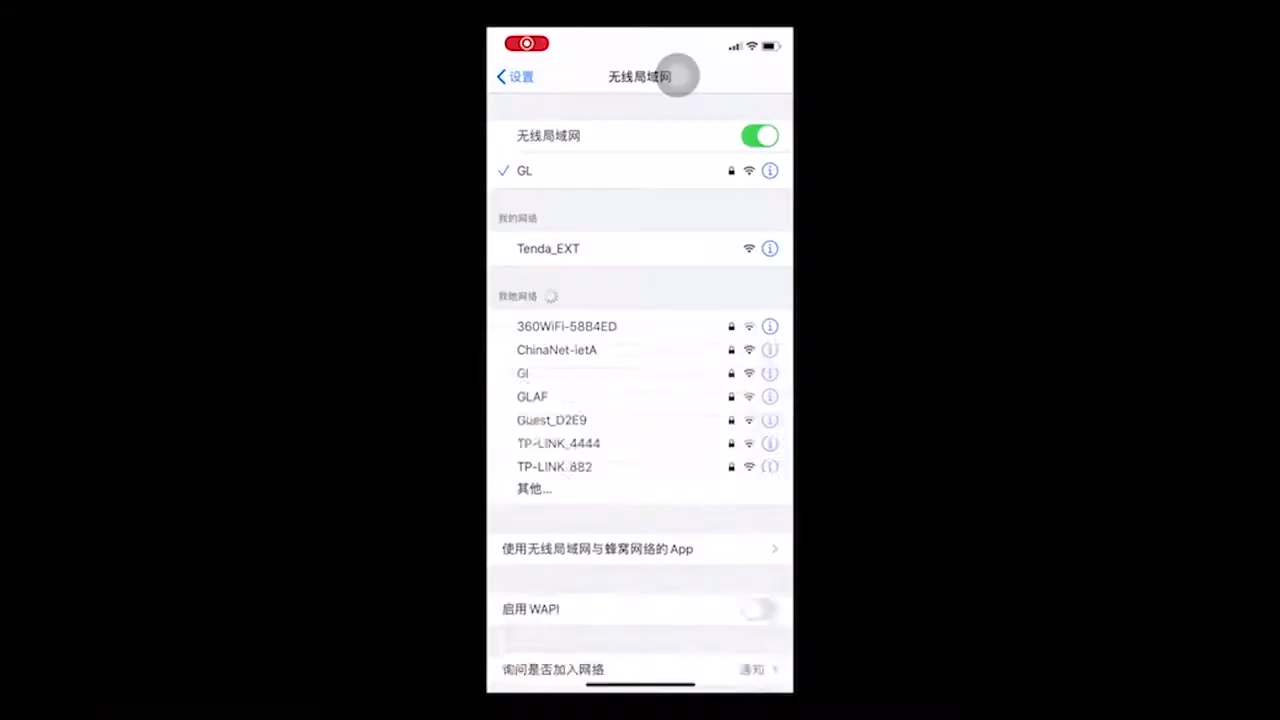 设置
无线局域网
无线局域网
GL
我的网络
Tenda_EXT
其他网络
360WiFi-58B4ED
ChinaNet-ietA
GI
GLAF
Guest_D2E9
TP-LINK_4444
TP-LINK_882
其他...
使用无线局域网与蜂窝网络的App
启用 WAPI
询问是否加入网络
通知